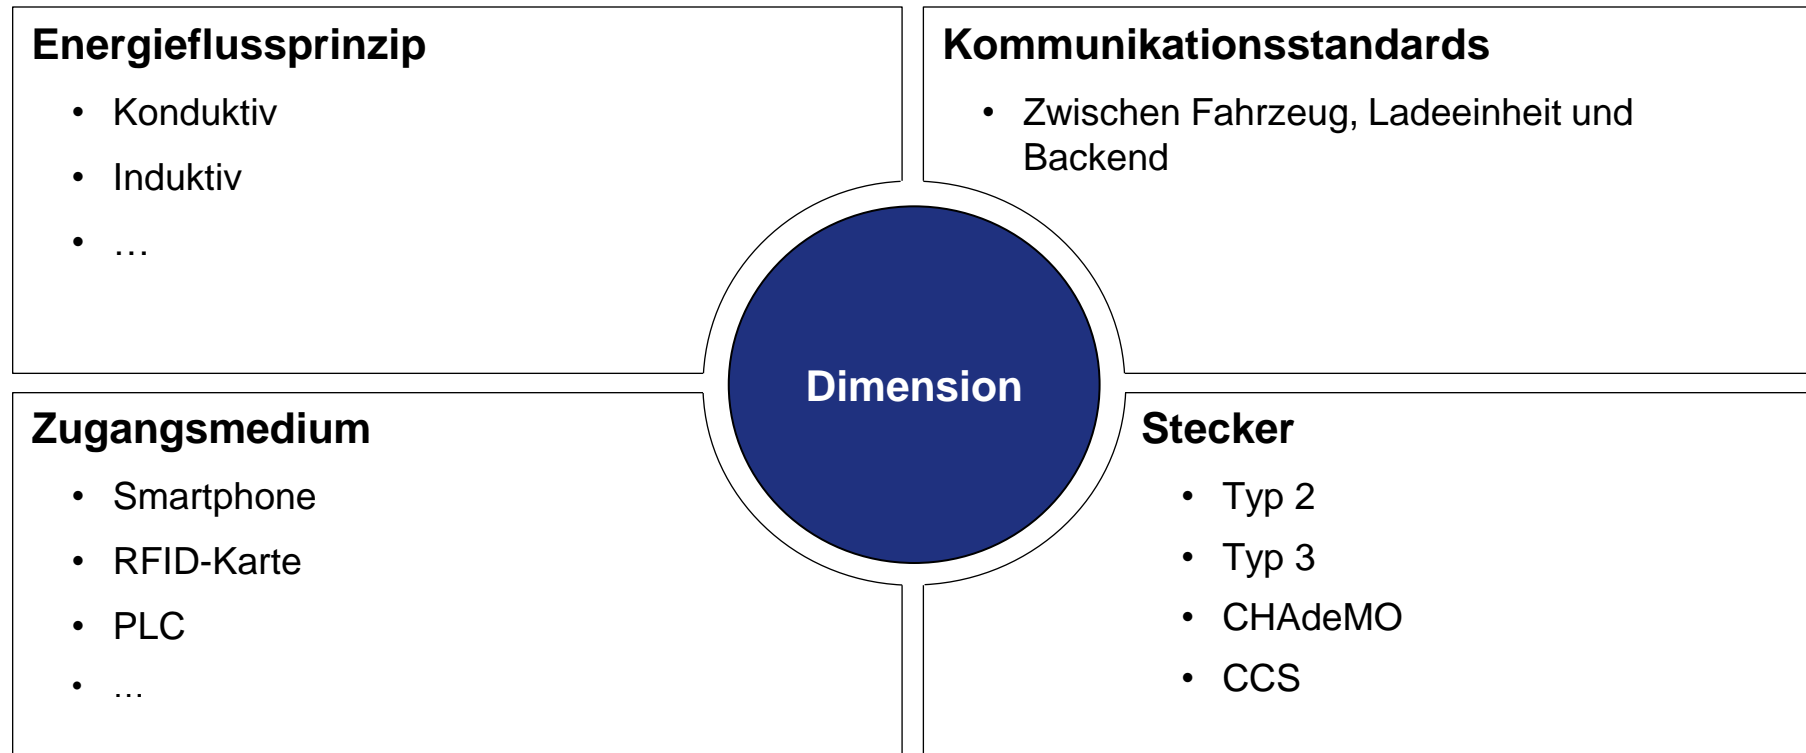 Energieflussprinzip
• Konduktiv
• Induktiv
• …
Kommunikationsstandards
• Zwischen Fahrzeug, Ladeeinheit und
Backend
Dimension
Zugangsmedium
• Smartphone
• RFID-Karte
• PLC
• …
Stecker
• Typ 2
• Typ 3
• CHAdeMO
• CCS